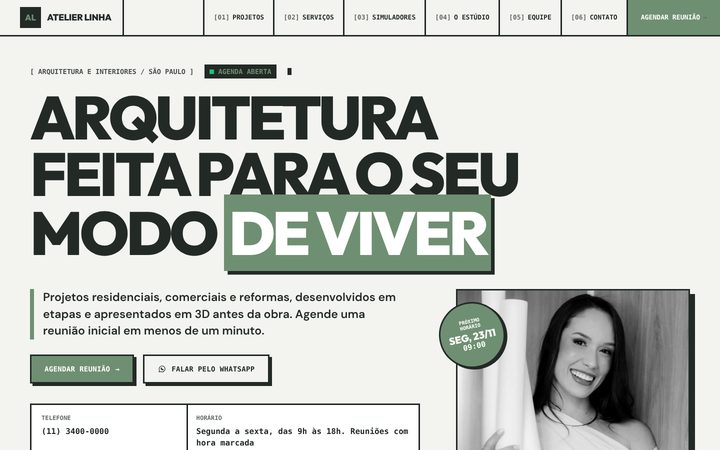 AL ATELIER LINHA
[01] PROJETOS
[02] SERVIÇOS
[03] SIMULADORES
[04] O ESTÚDIO
[05] EQUIPE
[06] CONTATO
AGENDAR REUNIÃO
[ ARQUITETURA E INTERIORES / SÃO PAULO ]
AGENDA ABERTA
ARQUITETURA
FEITA PARA O SEU
MODO DE VIVER
Projetos residenciais, comerciais e reformas, desenvolvidos em
etapas e apresentados em 3D antes da obra. Agende uma
reunião inicial em menos de um minuto.
AGENDAR REUNIÃO →
FALAR PELO WHATSAPP
PRÓXIMO
HORÁRIO
SEG, 23/11
09:00
TELEFONE
(11) 3400-0000
HORÁRIO
Segunda a sexta, das 9h às 18h. Reuniões com
hora marcada